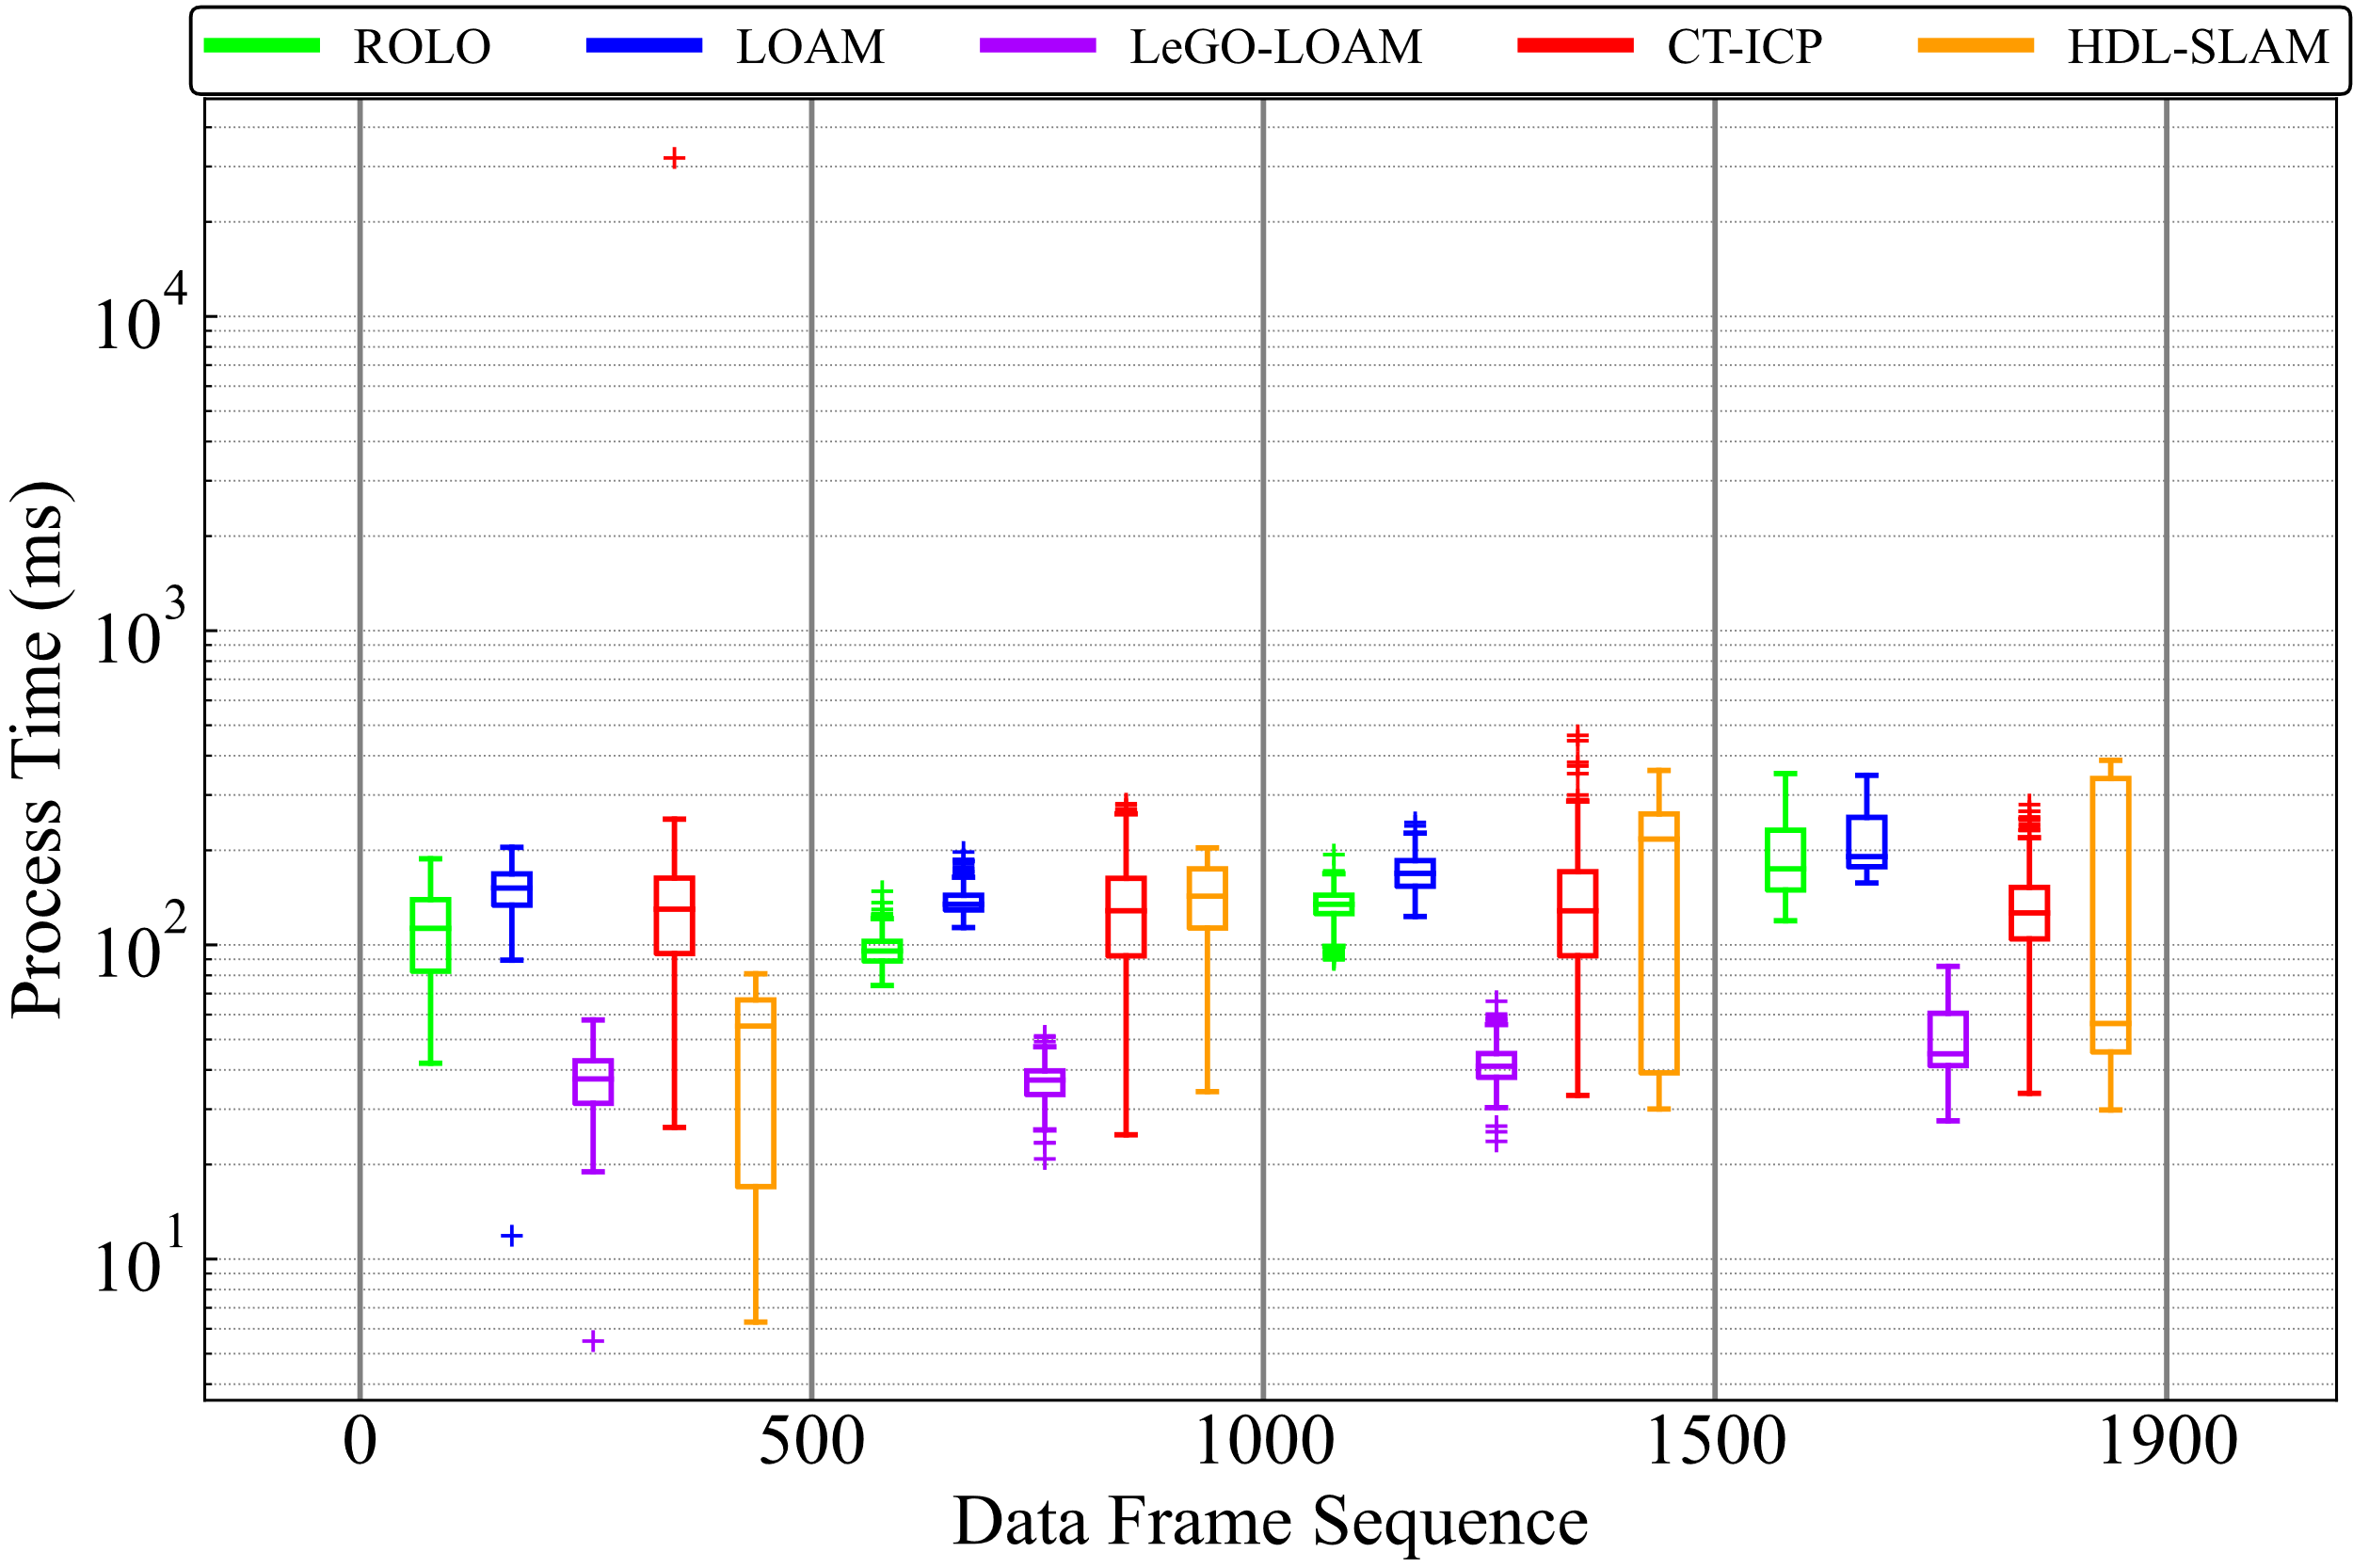 ROLO LOAM LeGO-LOAM CT-ICP HDL-SLAM
Process Time (ms)
10^4
10^3
10^2
10^1
0 500 1000 1500 1900
Data Frame Sequence